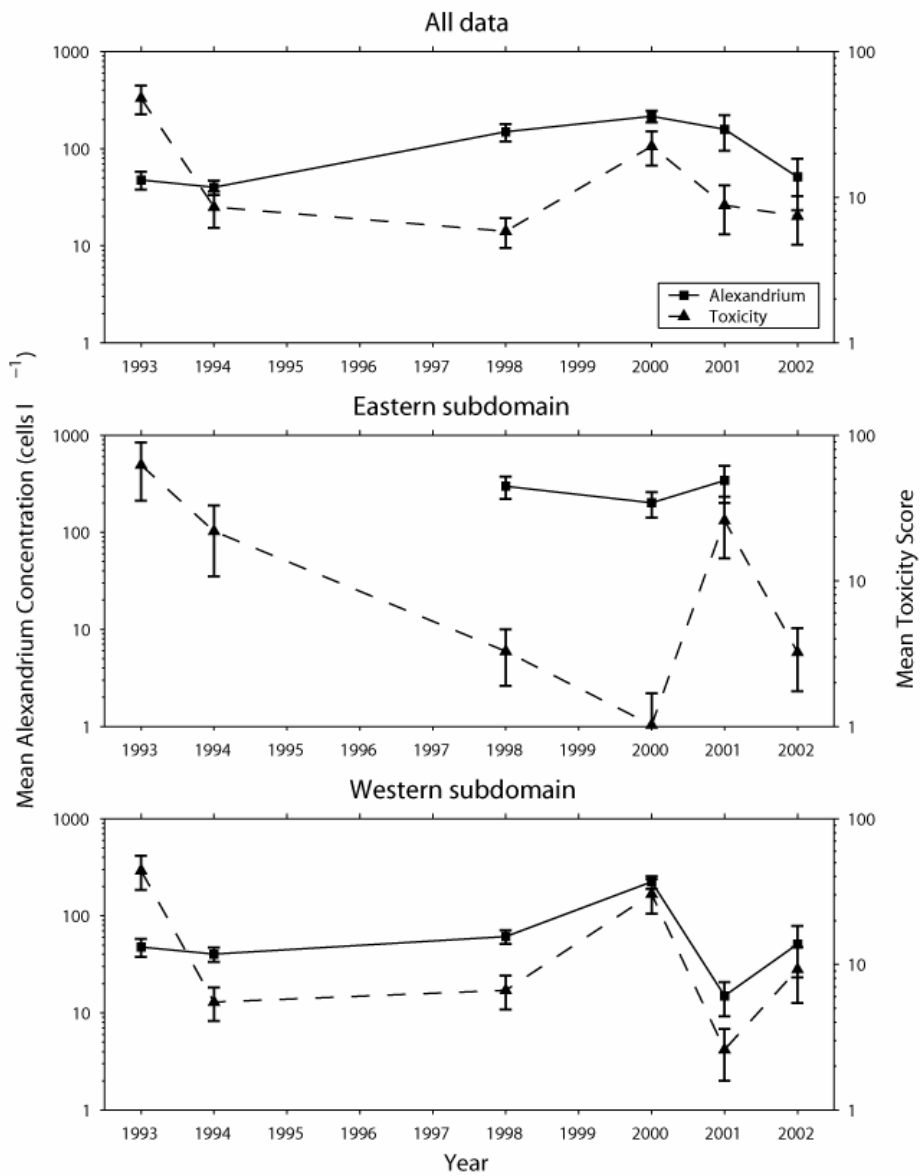 All data
1000
100
10
1
100
10
1
Alexandrium
Toxicity
1993 1994 1995 1996 1997 1998 1999 2000 2001 2002
Eastern subdomain
1000
100
10
1
100
10
1
1993 1994 1995 1996 1997 1998 1999 2000 2001 2002
Western subdomain
1000
100
10
1
100
10
1
1993 1994 1995 1996 1997 1998 1999 2000 2001 2002
Year
Mean Alexandrium Concentration (cells l⁻¹)
Mean Toxicity Score